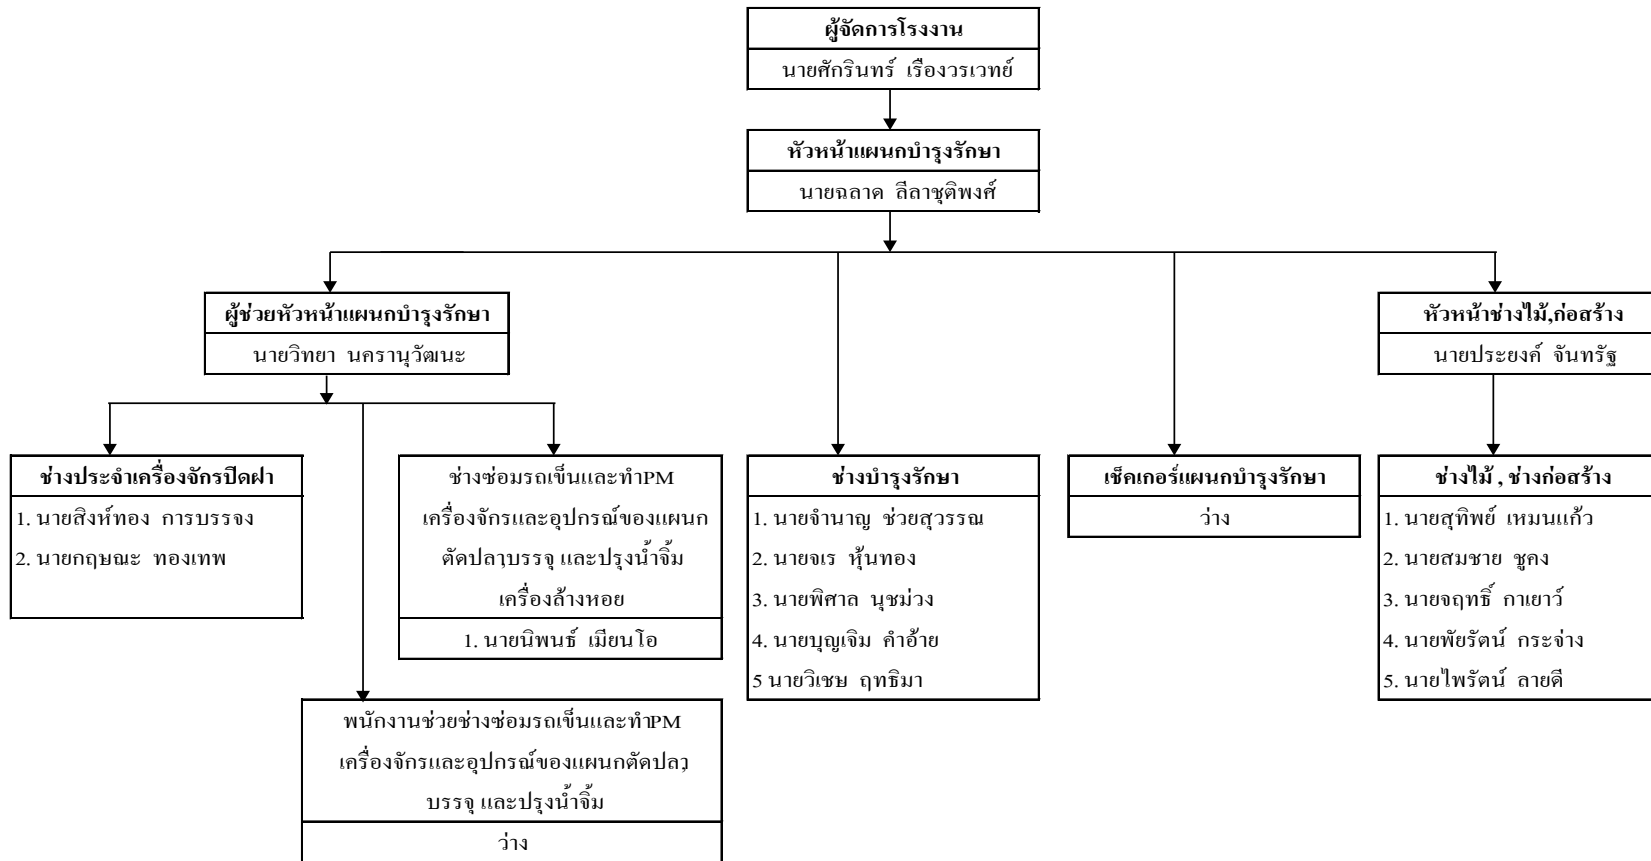 ผู้จัดการโรงงาน
นายศักรินทร์ เรืองวรเวทย์
หัวหน้าแผนกบำรุงรักษา
นายฉลาด ลีลาชุติพงศ์
ผู้ช่วยหัวหน้าแผนกบำรุงรักษา
นายวิทยา นครานุวัฒนะ
หัวหน้าช่างไม้,ก่อสร้าง
นายประยงค์ จันทรัฐ
ช่างประจำเครื่องจักรปิดฝา
1. นายสิงห์ทอง การบรรจง
2. นายกฤษณะ ทองเทพ
ช่างซ่อมรถเข็นและทำPM
เครื่องจักรและอุปกรณ์ของแผนก
ตัดปลา,บรรจุ และปรุงน้ำจิ้ม
เครื่องล้างหอย
1. นายนิพนธ์ เมียนโอ
ช่างบำรุงรักษา
1. นายจำนาญ ช่วยสุวรรณ
2. นายจเร หุ้นทอง
3. นายพิศาล นุชม่วง
4. นายบุญเจิม คำอ้าย
5 นายวิเชษ ฤทธิมา
เช็คเกอร์แผนกบำรุงรักษา
ว่าง
ช่างไม้ , ช่างก่อสร้าง
1. นายสุทิพย์ เหมนแก้ว
2. นายสมชาย ชูคง
3. นายจฤทธิ์ กาเยาว์
4. นายพัยรัตน์ กระจ่าง
5. นายไพรัตน์ ลายดี
พนักงานช่วยช่างซ่อมรถเข็นและทำPM
เครื่องจักรและอุปกรณ์ของแผนกตัดปลา,
บรรจุ และปรุงน้ำจิ้ม
ว่าง